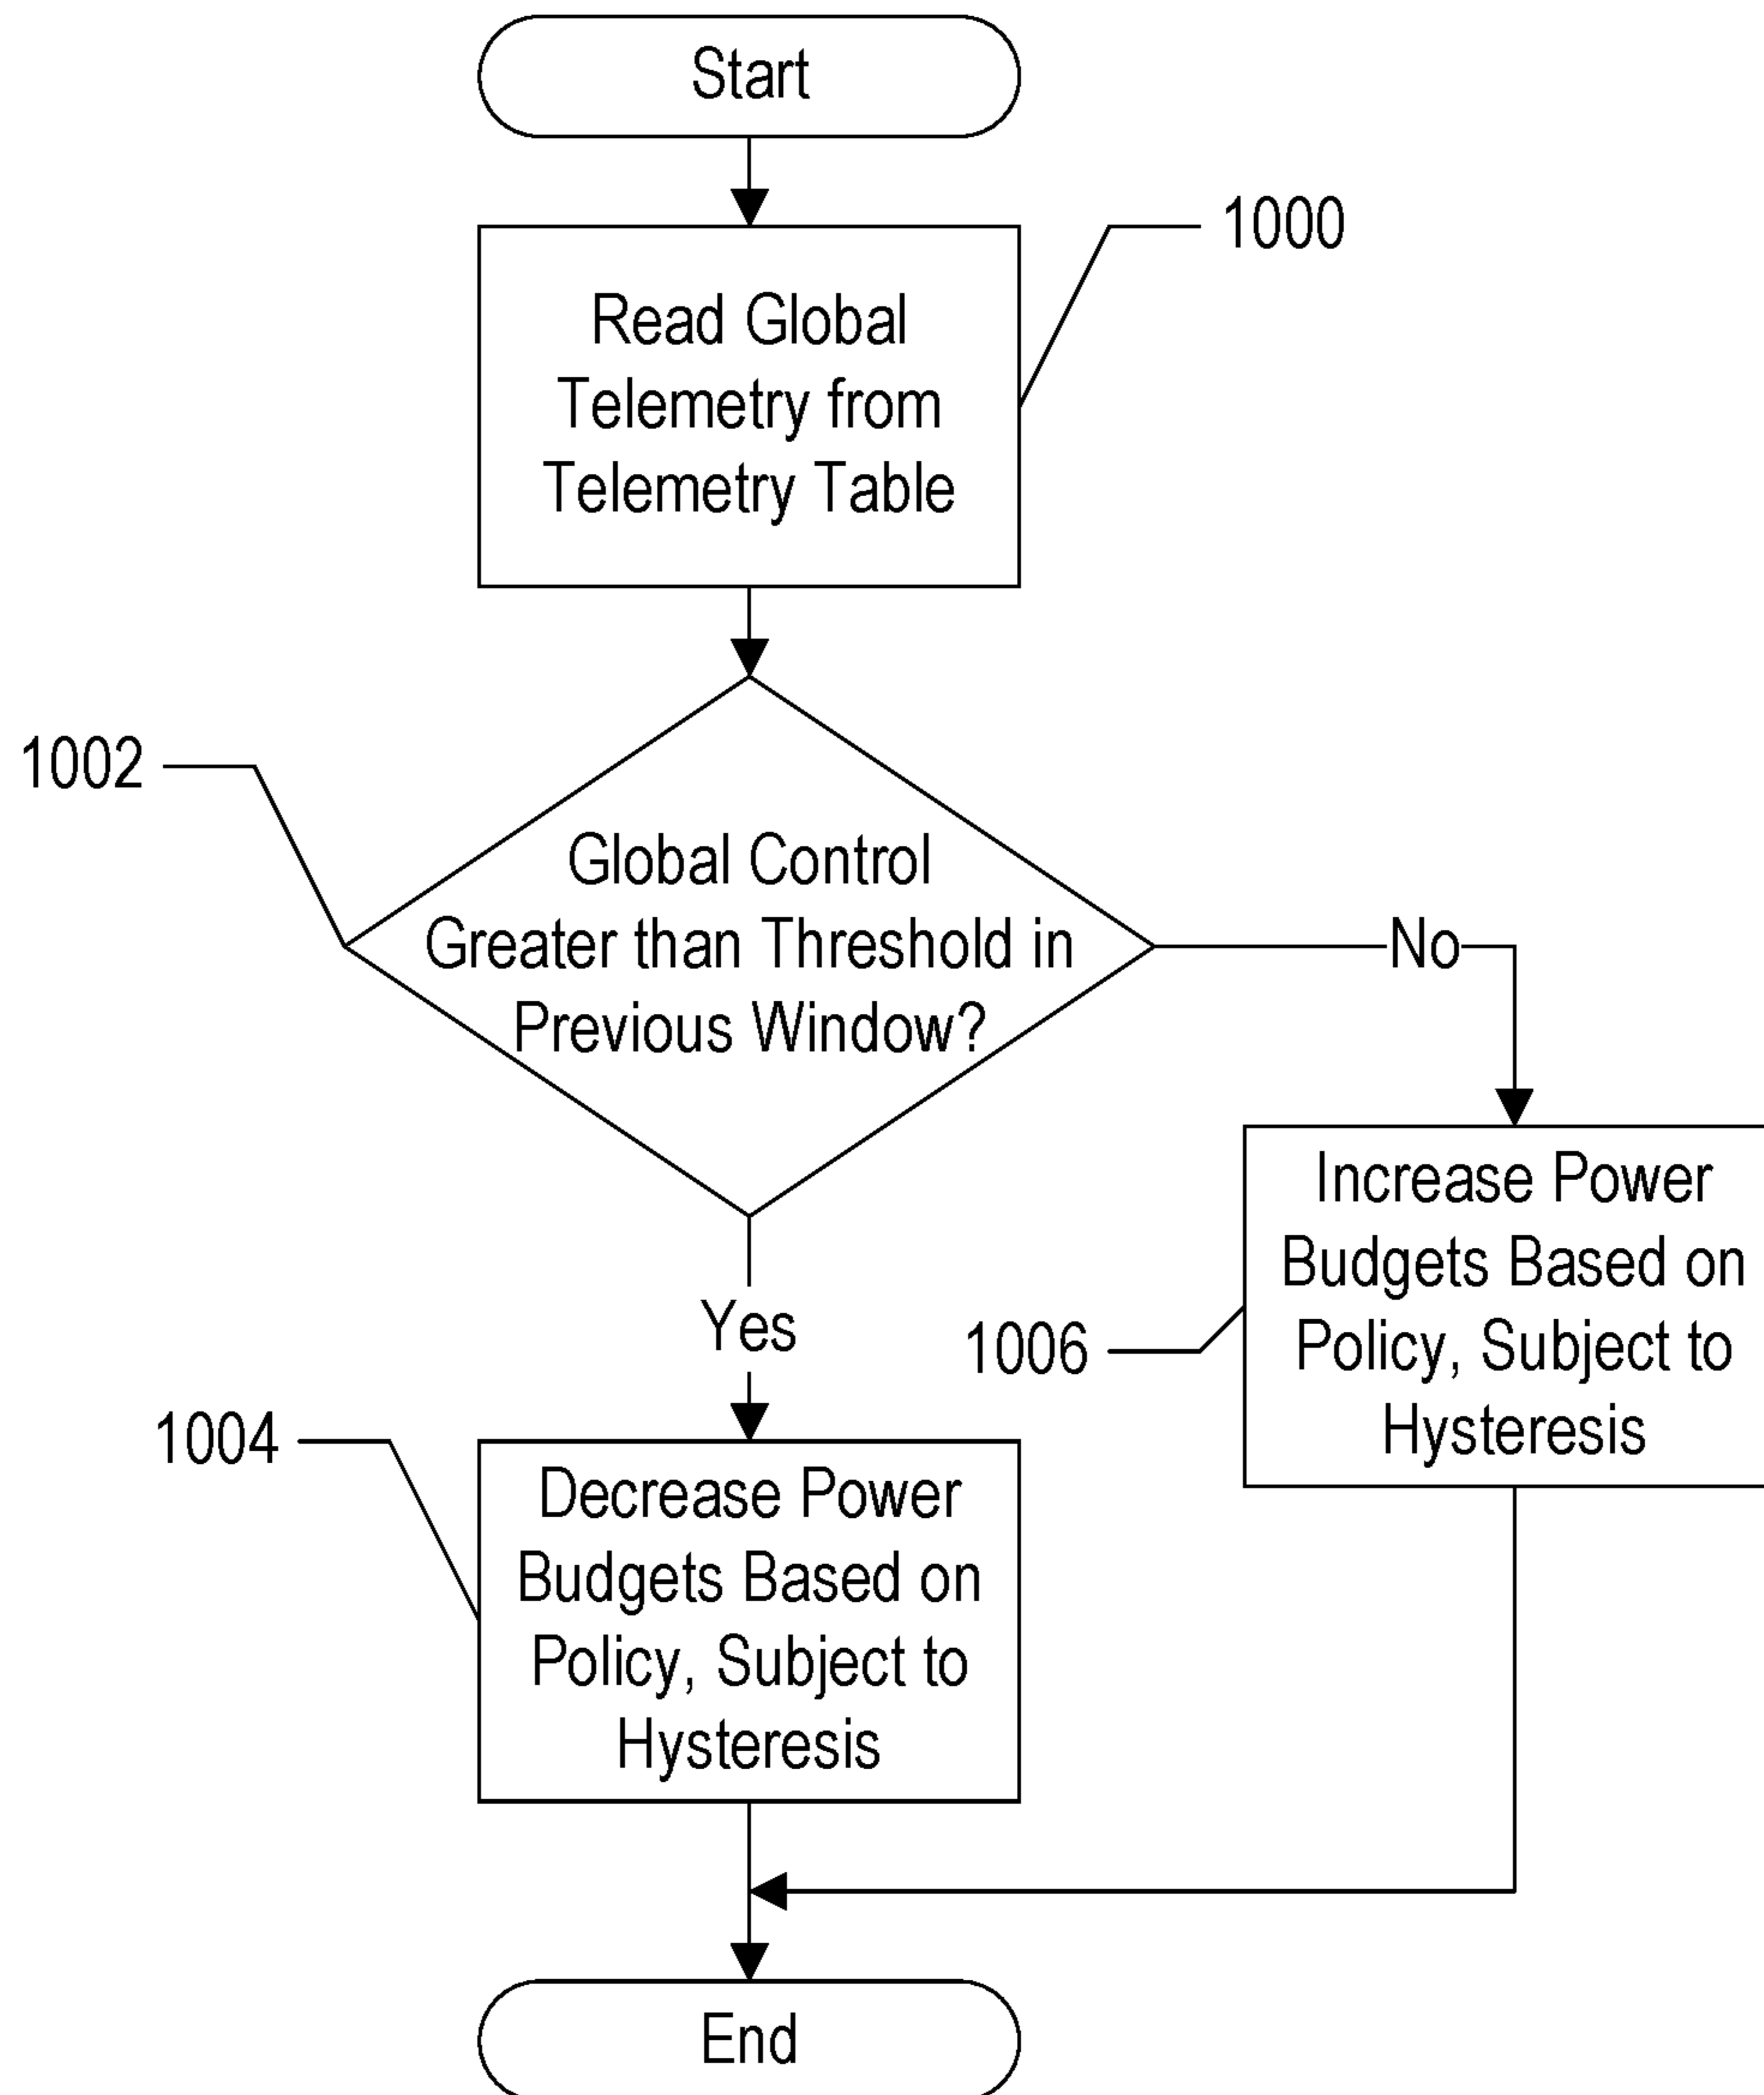 Start
1000
Read Global
Telemetry from
Telemetry Table
1002
Global Control
Greater than Threshold in
Previous Window?
No
Yes
1006
Increase Power
Budgets Based on
Policy, Subject to
Hysteresis
1004
Decrease Power
Budgets Based on
Policy, Subject to
Hysteresis
End